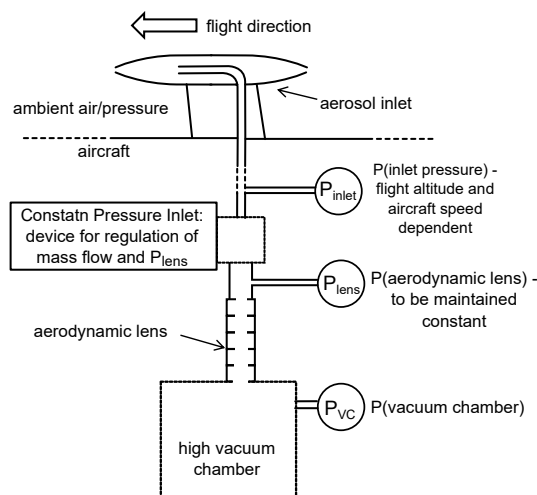 flight direction
ambient air/pressure
aerosol inlet
aircraft
P(inlet pressure) -
flight altitude and
aircraft speed
dependent
Pinlet
Constatn Pressure Inlet:
device for regulation of
mass flow and Plens
Plens
P(aerodynamic lens) -
to be maintained
constant
aerodynamic lens
PVC
P(vacuum chamber)
high vacuum
chamber